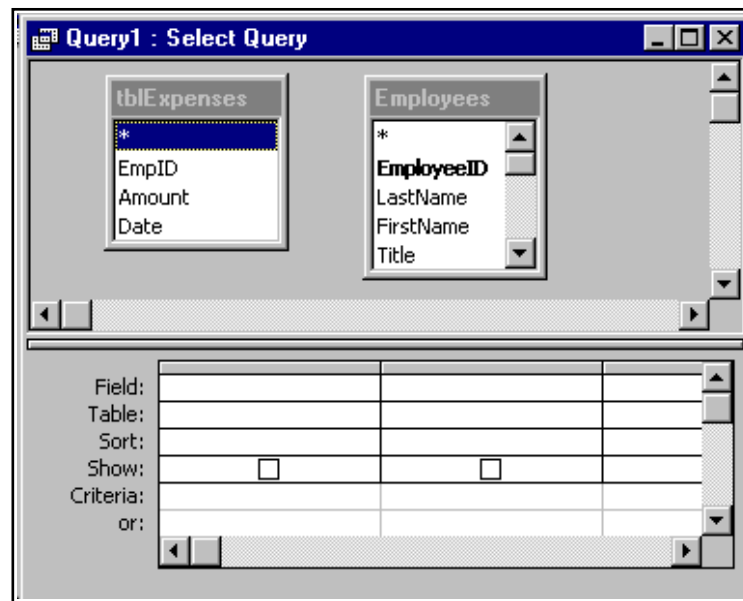 Query1 : Select Query
tblExpenses
*
EmpID
Amount
Date
Employees
*
EmployeeID
LastName
FirstName
Title
Field:
Table:
Sort:
Show:
Criteria:
or: